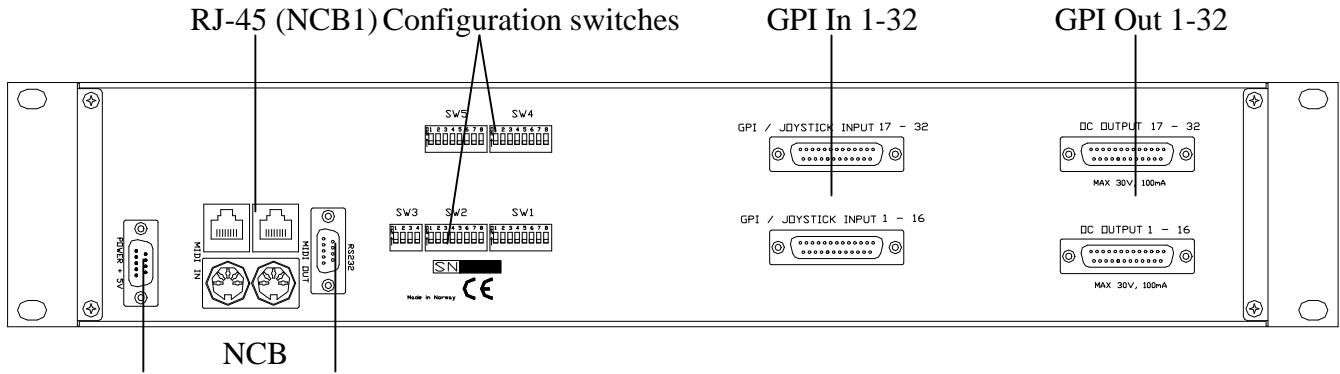 RJ-45 (NCB1) Configuration switches GPI In 1-32 GPI Out 1-32
SW5 SW4
1 2 3 4 5 6 7 8 1 2 3 4 5 6 7 8
GPI / JOYSTICK INPUT 17 - 32
DC OUTPUT 17 - 32
MAX 30V, 100mA
SW3 SW2 SW1
1 2 3 4 1 2 3 4 5 6 7 8 1 2 3 4 5 6 7 8
GPI / JOYSTICK INPUT 1 - 16
DC OUTPUT 1 - 16
MAX 30V, 100mA
POWER + 5V
MIDI IN
MIDI OUT
RS232
SN
Made in Norway CE
NCB